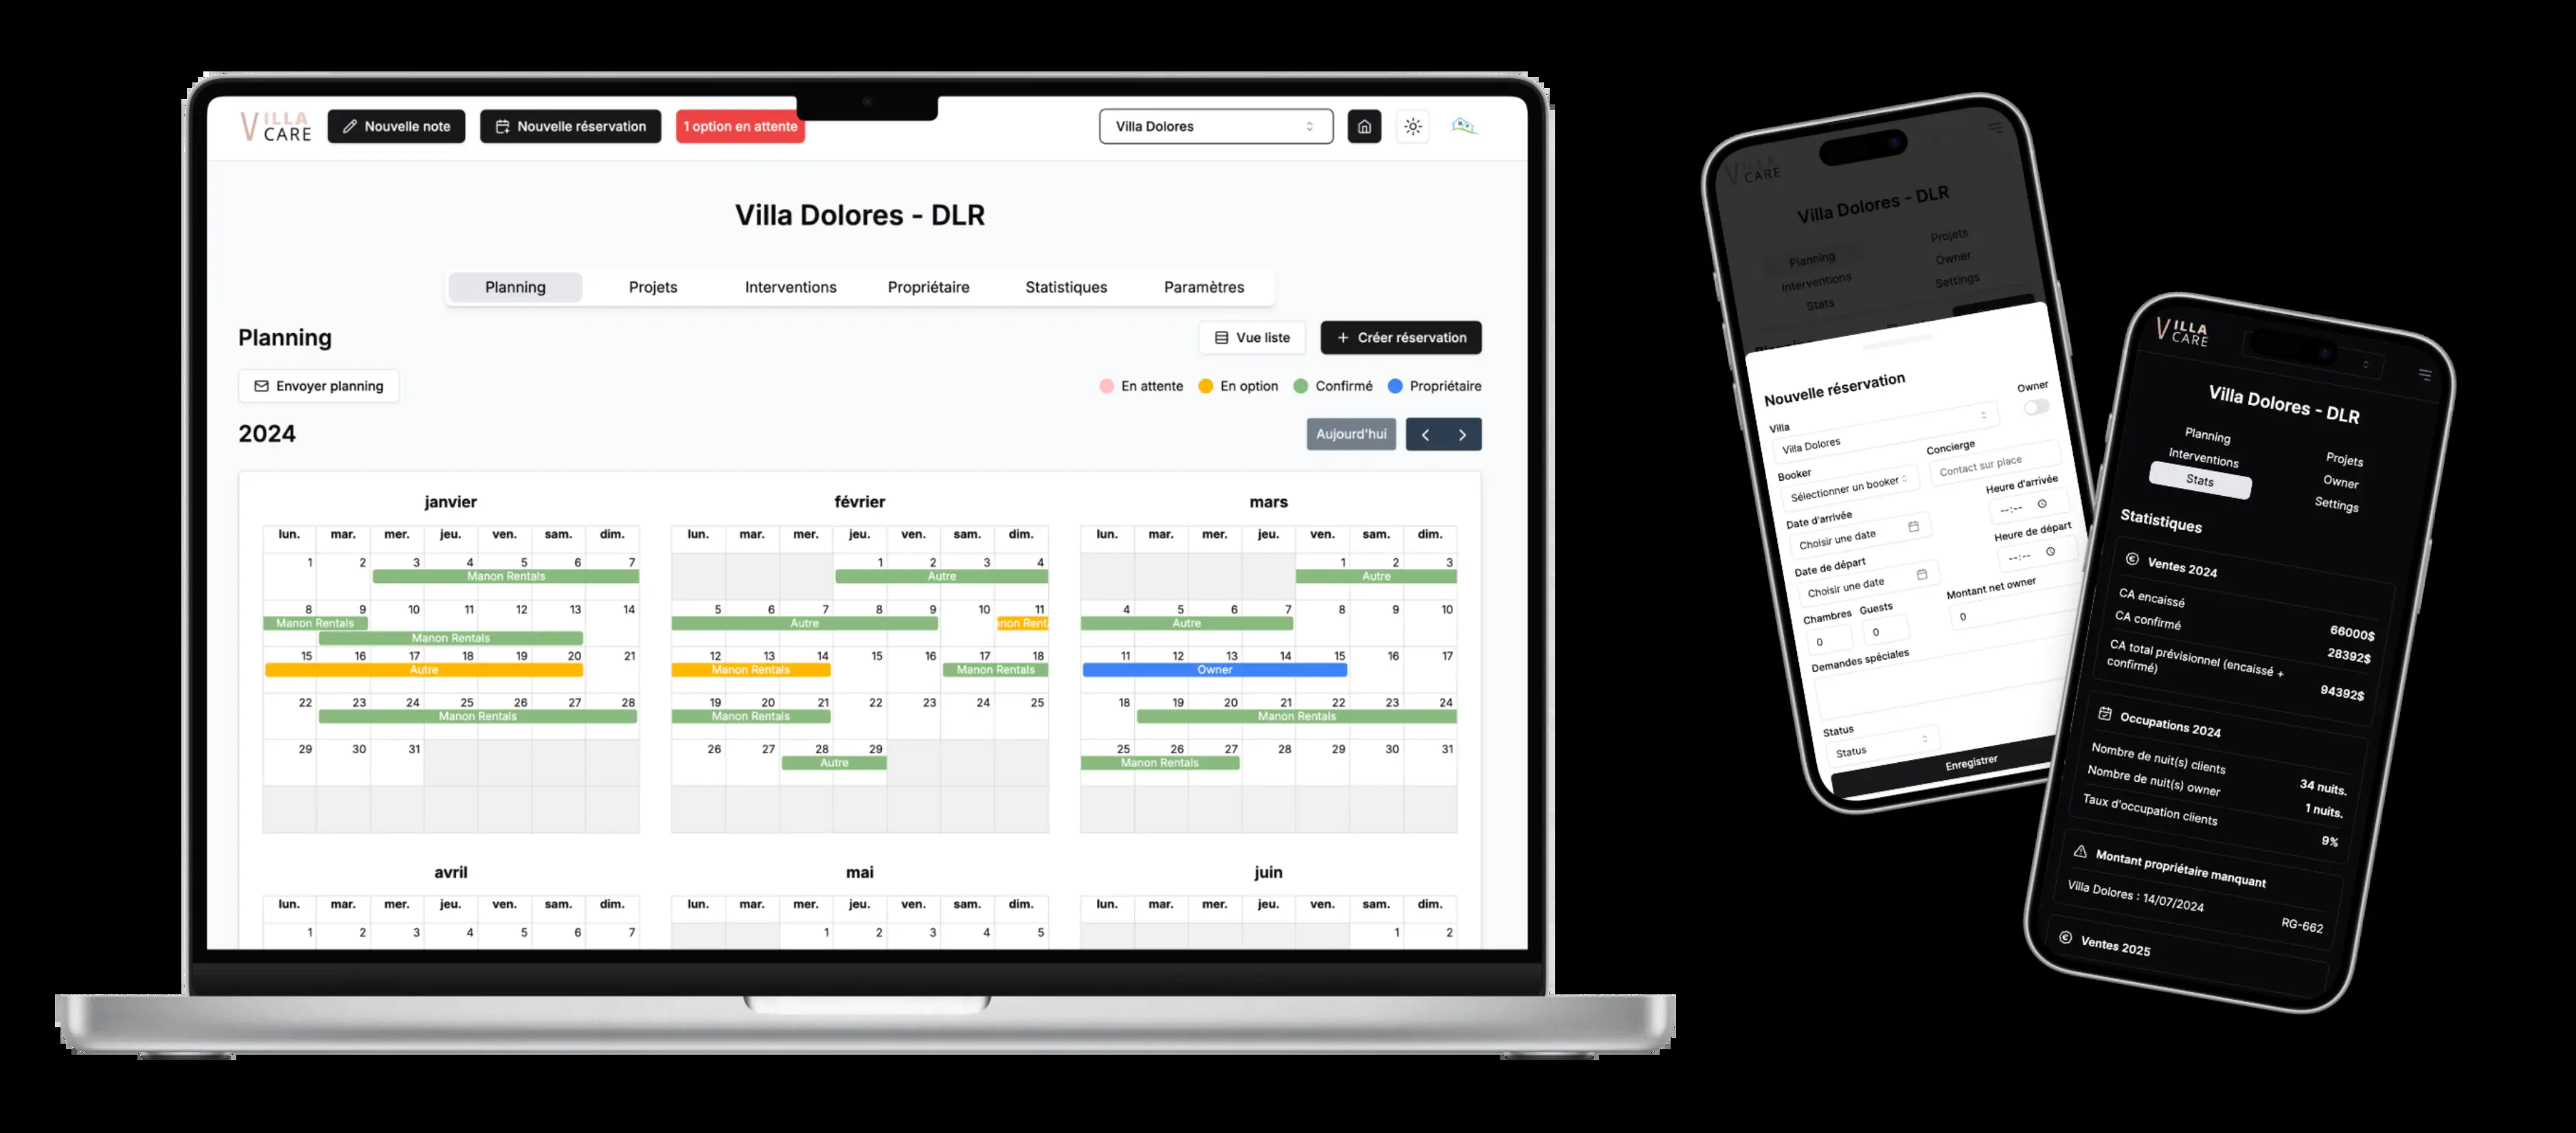 VILLA CARE
Nouvelle note
Nouvelle réservation
1 option en attente
Villa Dolores
Villa Dolores - DLR
Planning Projets Interventions Propriétaire Statistiques Paramètres
Planning
Vue liste
+ Créer réservation
Envoyer planning
En attente En option Confirmé Propriétaire
2024
Aujourd'hui < >
janvier
lun. mar. mer. jeu. ven. sam. dim.
1 2 3 4 5 6 7
Manon Rentals
8 9 10 11 12 13 14
Manon Rentals
Manon Rentals
15 16 17 18 19 20 21
Autre
22 23 24 25 26 27 28
Manon Rentals
29 30 31
février
lun. mar. mer. jeu. ven. sam. dim.
1 2 3 4
Autre
5 6 7 8 9 10 11
Autre non Renta
12 13 14 15 16 17 18
Manon Rentals Manon Rentals
19 20 21 22 23 24 25
Manon Rentals
26 27 28 29
Autre
mars
lun. mar. mer. jeu. ven. sam. dim.
1 2 3
Autre
4 5 6 7 8 9 10
Autre
11 12 13 14 15 16 17
Owner
18 19 20 21 22 23 24
Manon Rentals
25 26 27 28 29 30 31
Manon Rentals
avril
lun. mar. mer. jeu. ven. sam. dim.
1 2 3 4 5 6 7
mai
lun. mar. mer. jeu. ven. sam. dim.
1 2 3 4 5
juin
lun. mar. mer. jeu. ven. sam. dim.
1 2
VILLA CARE
Villa Dolores - DLR
Planning Projets
Interventions Owner
Stats Settings
Nouvelle réservation
Owner
Villa
Villa Dolores
Booker Concierge
Sélectionner un booker Contact sur place
Date d'arrivée Heure d'arrivée
Choisir une date --:--
Date de départ Heure de départ
Choisir une date --:--
Chambres Guests Montant net owner
0 0 0
Demandes spéciales
Status
Status
Enregistrer
VILLA CARE
Villa Dolores - DLR
Planning Projets
Interventions Owner
Stats Settings
Statistiques
Ventes 2024
CA encaissé 66000$
CA confirmé 28392$
CA total prévisionnel (encaissé +
confirmé) 94392$
Occupations 2024
Nombre de nuit(s) clients 34 nuits.
Nombre de nuit(s) owner 1 nuits.
Taux d'occupation clients 9%
Montant propriétaire manquant
Villa Dolores : 14/07/2024 RG-662
Ventes 2025